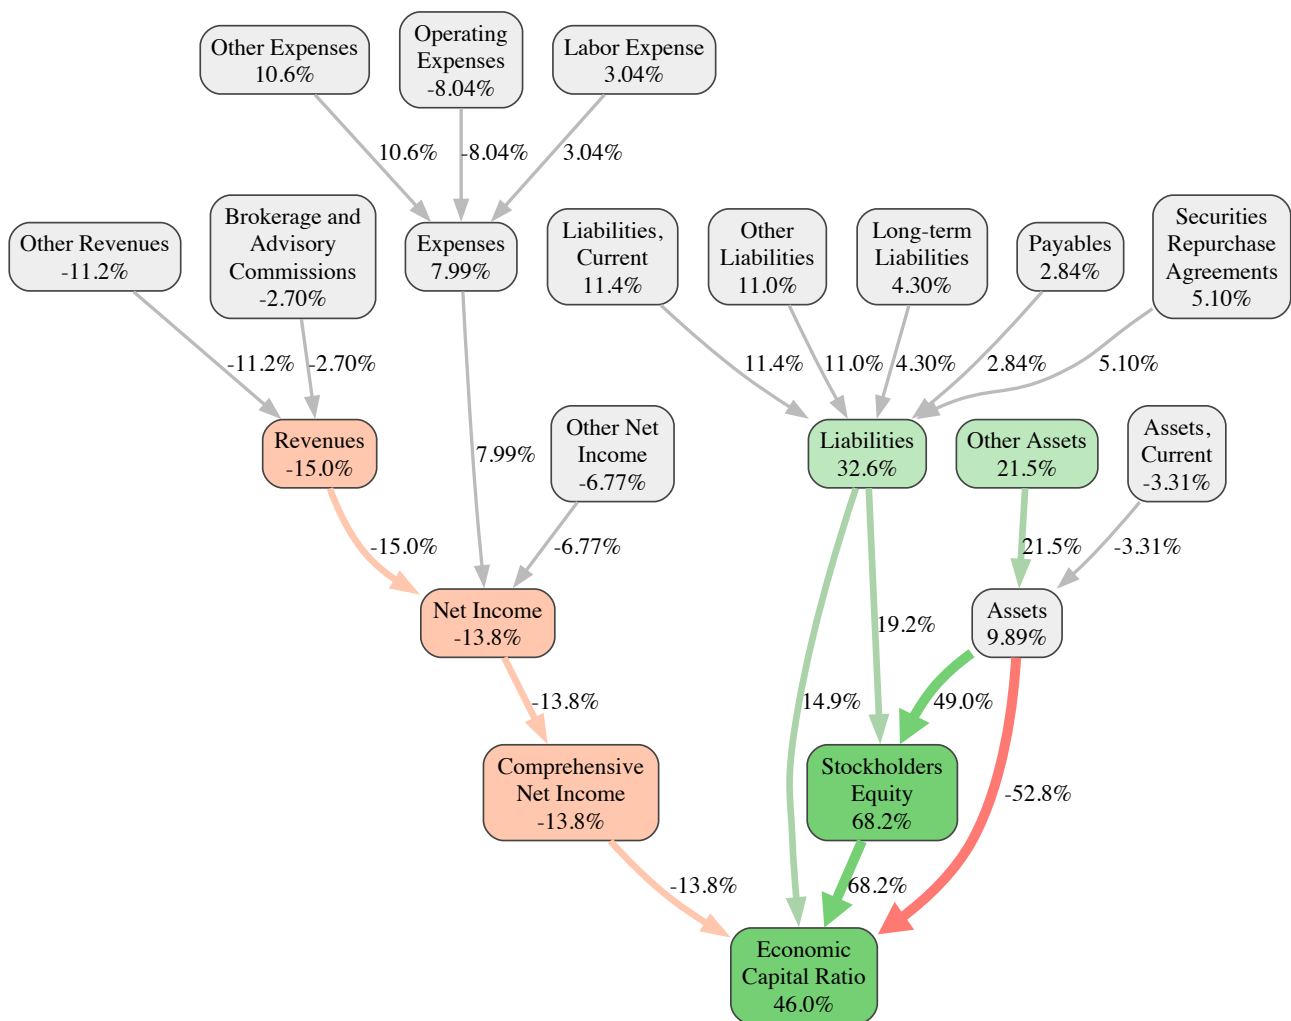 Other Expenses
10.6%
Operating
Expenses
-8.04%
Labor Expense
3.04%
10.6%
-8.04%
3.04%
Other Revenues
-11.2%
Brokerage and
Advisory
Commissions
-2.70%
Expenses
7.99%
Liabilities,
Current
11.4%
Other
Liabilities
11.0%
Long-term
Liabilities
4.30%
Payables
2.84%
Securities
Repurchase
Agreements
5.10%
-11.2%
-2.70%
11.4%
11.0%
4.30%
2.84%
5.10%
Revenues
-15.0%
7.99%
Other Net
Income
-6.77%
Liabilities
32.6%
Other Assets
21.5%
Assets,
Current
-3.31%
-15.0%
-6.77%
21.5%
-3.31%
Net Income
-13.8%
19.2%
Assets
9.89%
-13.8%
14.9%
49.0%
Comprehensive
Net Income
-13.8%
Stockholders
Equity
68.2%
-52.8%
-13.8%
68.2%
Economic
Capital Ratio
46.0%